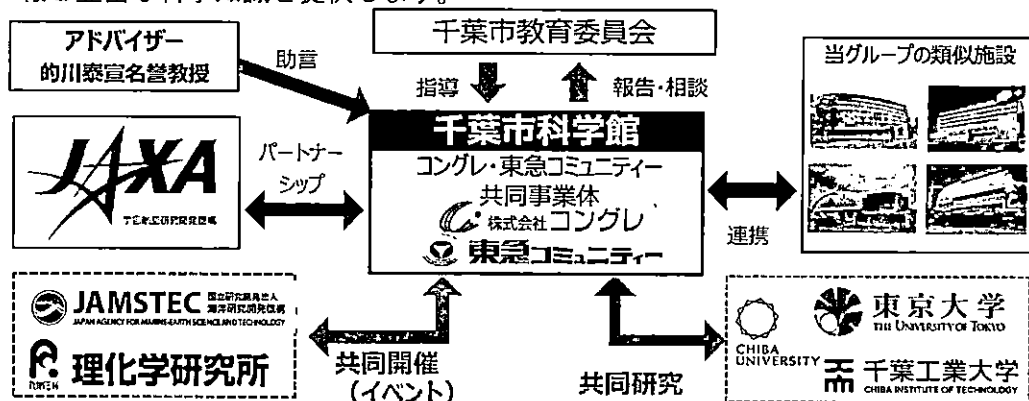 アドバイザー
的川泰宣名誉教授
助言
千葉市教育委員会
指導
報告・相談
当グループの類似施設
JAXA
パートナー
シップ
千葉市科学館
コングレ・東急コミュニティー
共同事業体
株式会社コングレ
東急コミュニティー
連携
JAMSTEC 国立研究開発法人
海洋研究開発機構
JAPAN AGENCY FOR MARINE-EARTH SCIENCE AND TECHNOLOGY
RIKEN 理化学研究所
共同開催
(イベント)
共同研究
CHIBA
UNIVERSITY
東京大学
THE UNIVERSITY OF TOKYO
千葉工業大学
CHIBA INSTITUTE OF TECHNOLOGY